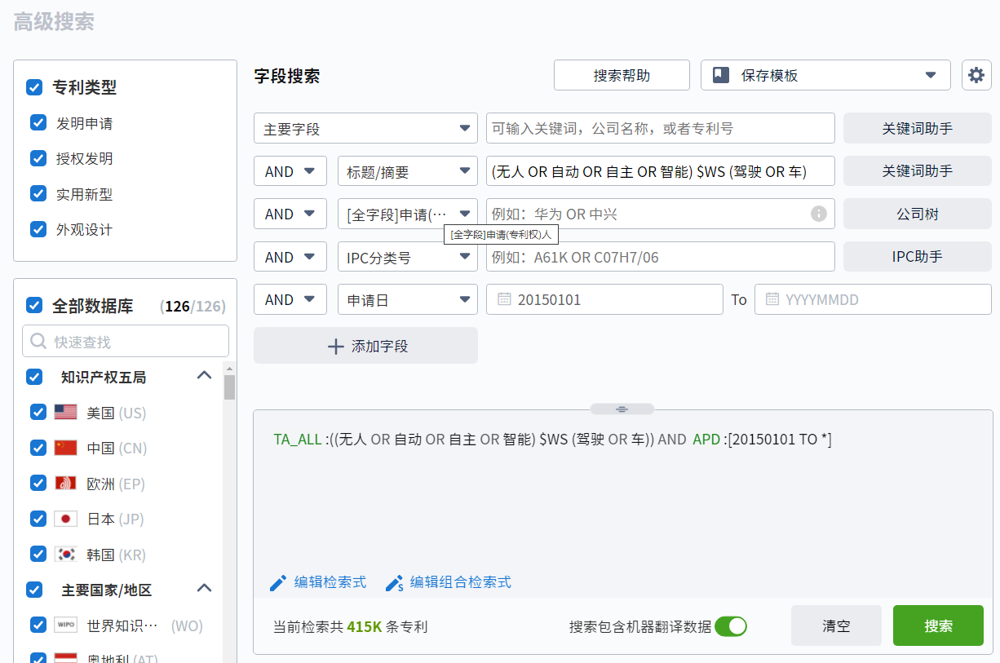 高级搜索
专利类型
发明申请
授权发明
实用新型
外观设计
全部数据库 (126/126)
快速查找
知识产权五局
美国 (US)
中国 (CN)
欧洲 (EP)
日本 (JP)
韩国 (KR)
主要国家/地区
WIPO 世界知识··· (WO)
奥地利 (AT)
字段搜索
搜索帮助
保存模板
主要字段 可输入关键词，公司名称，或者专利号 关键词助手
AND 标题/摘要 (无人 OR 自动 OR 自主 OR 智能) $WS (驾驶 OR 车) 关键词助手
AND [全字段]申请(··· 例如：华为 OR 中兴 公司树
[全字段]申请(专利权)人
AND IPC分类号 例如：A61K OR C07H7/06 IPC助手
AND 申请日 20150101 To YYYYMMDD
添加字段
TA_ALL :((无人 OR 自动 OR 自主 OR 智能) $WS (驾驶 OR 车)) AND APD :[20150101 TO *]
编辑检索式 编辑组合检索式
当前检索共 415K 条专利 搜索包含机器翻译数据 清空 搜索